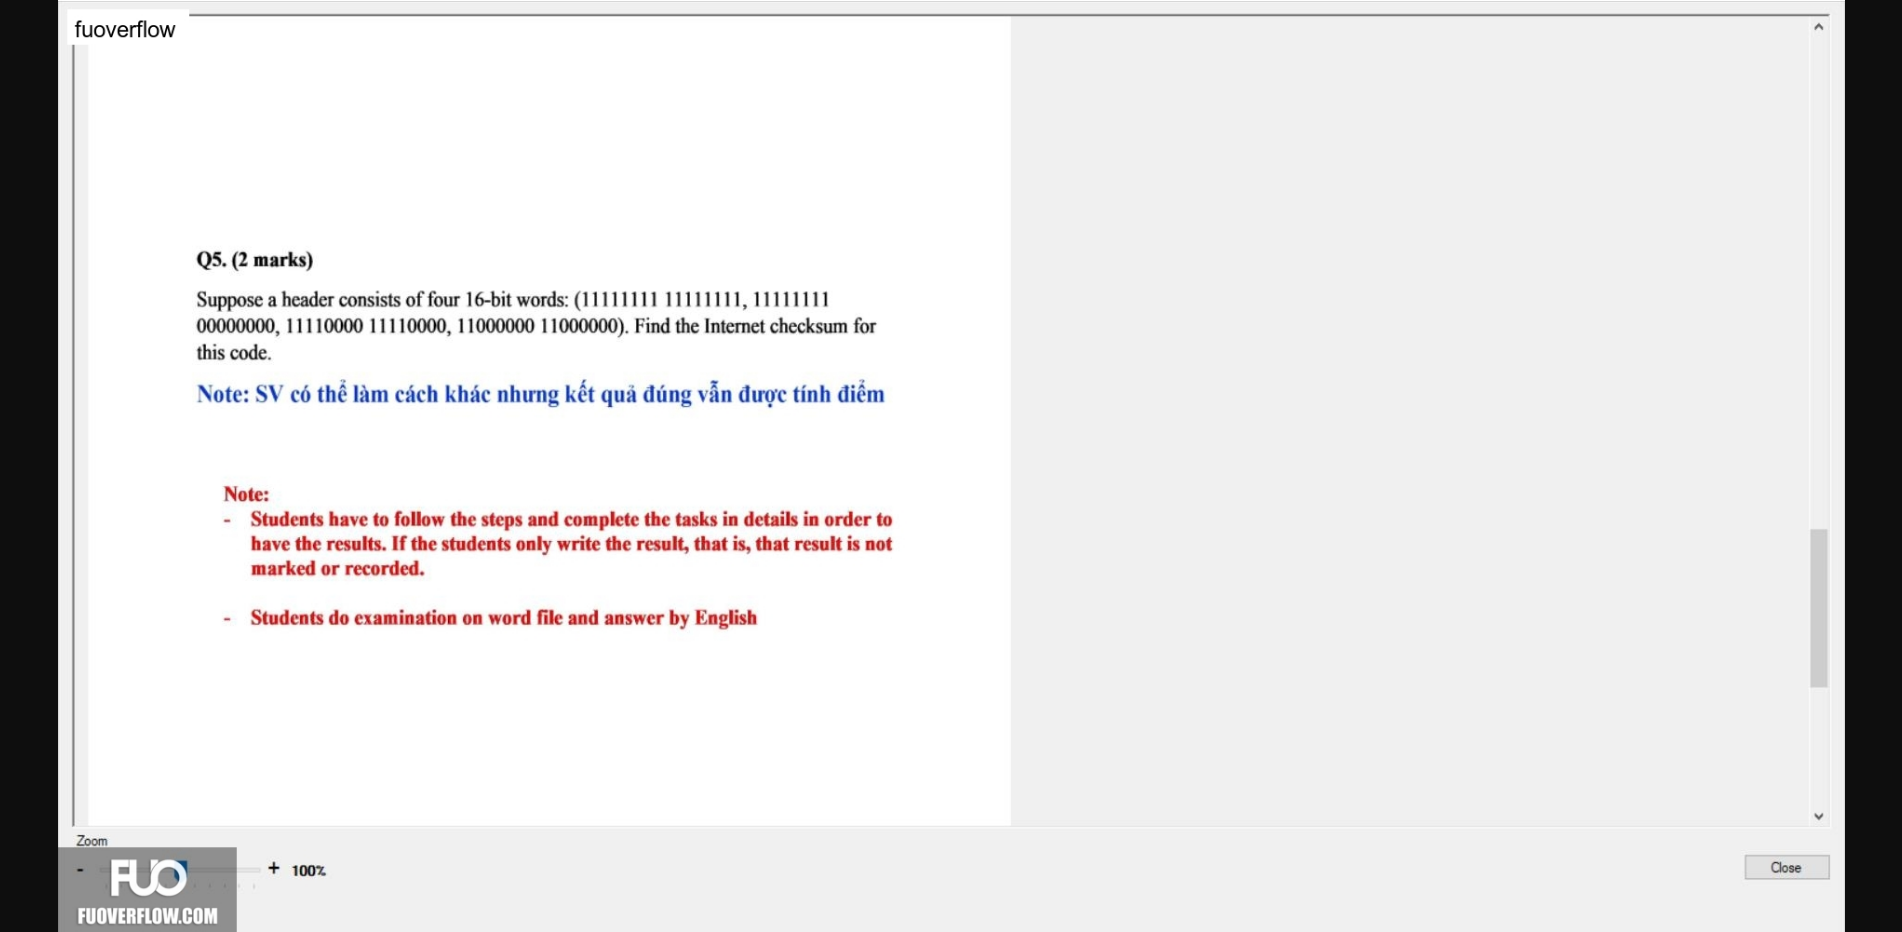 fuoverflow
Q5. (2 marks)
Suppose a header consists of four 16-bit words: (11111111 11111111, 11111111
00000000, 11110000 11110000, 11000000 11000000). Find the Internet checksum for
this code.
Note: SV có thể làm cách khác nhưng kết quả đúng vẫn được tính điểm
Note:
- Students have to follow the steps and complete the tasks in details in order to
have the results. If the students only write the result, that is, that result is not
marked or recorded.
- Students do examination on word file and answer by English
Zoom
- + 100%
Close
FUO
FUOVERFLOW.COM